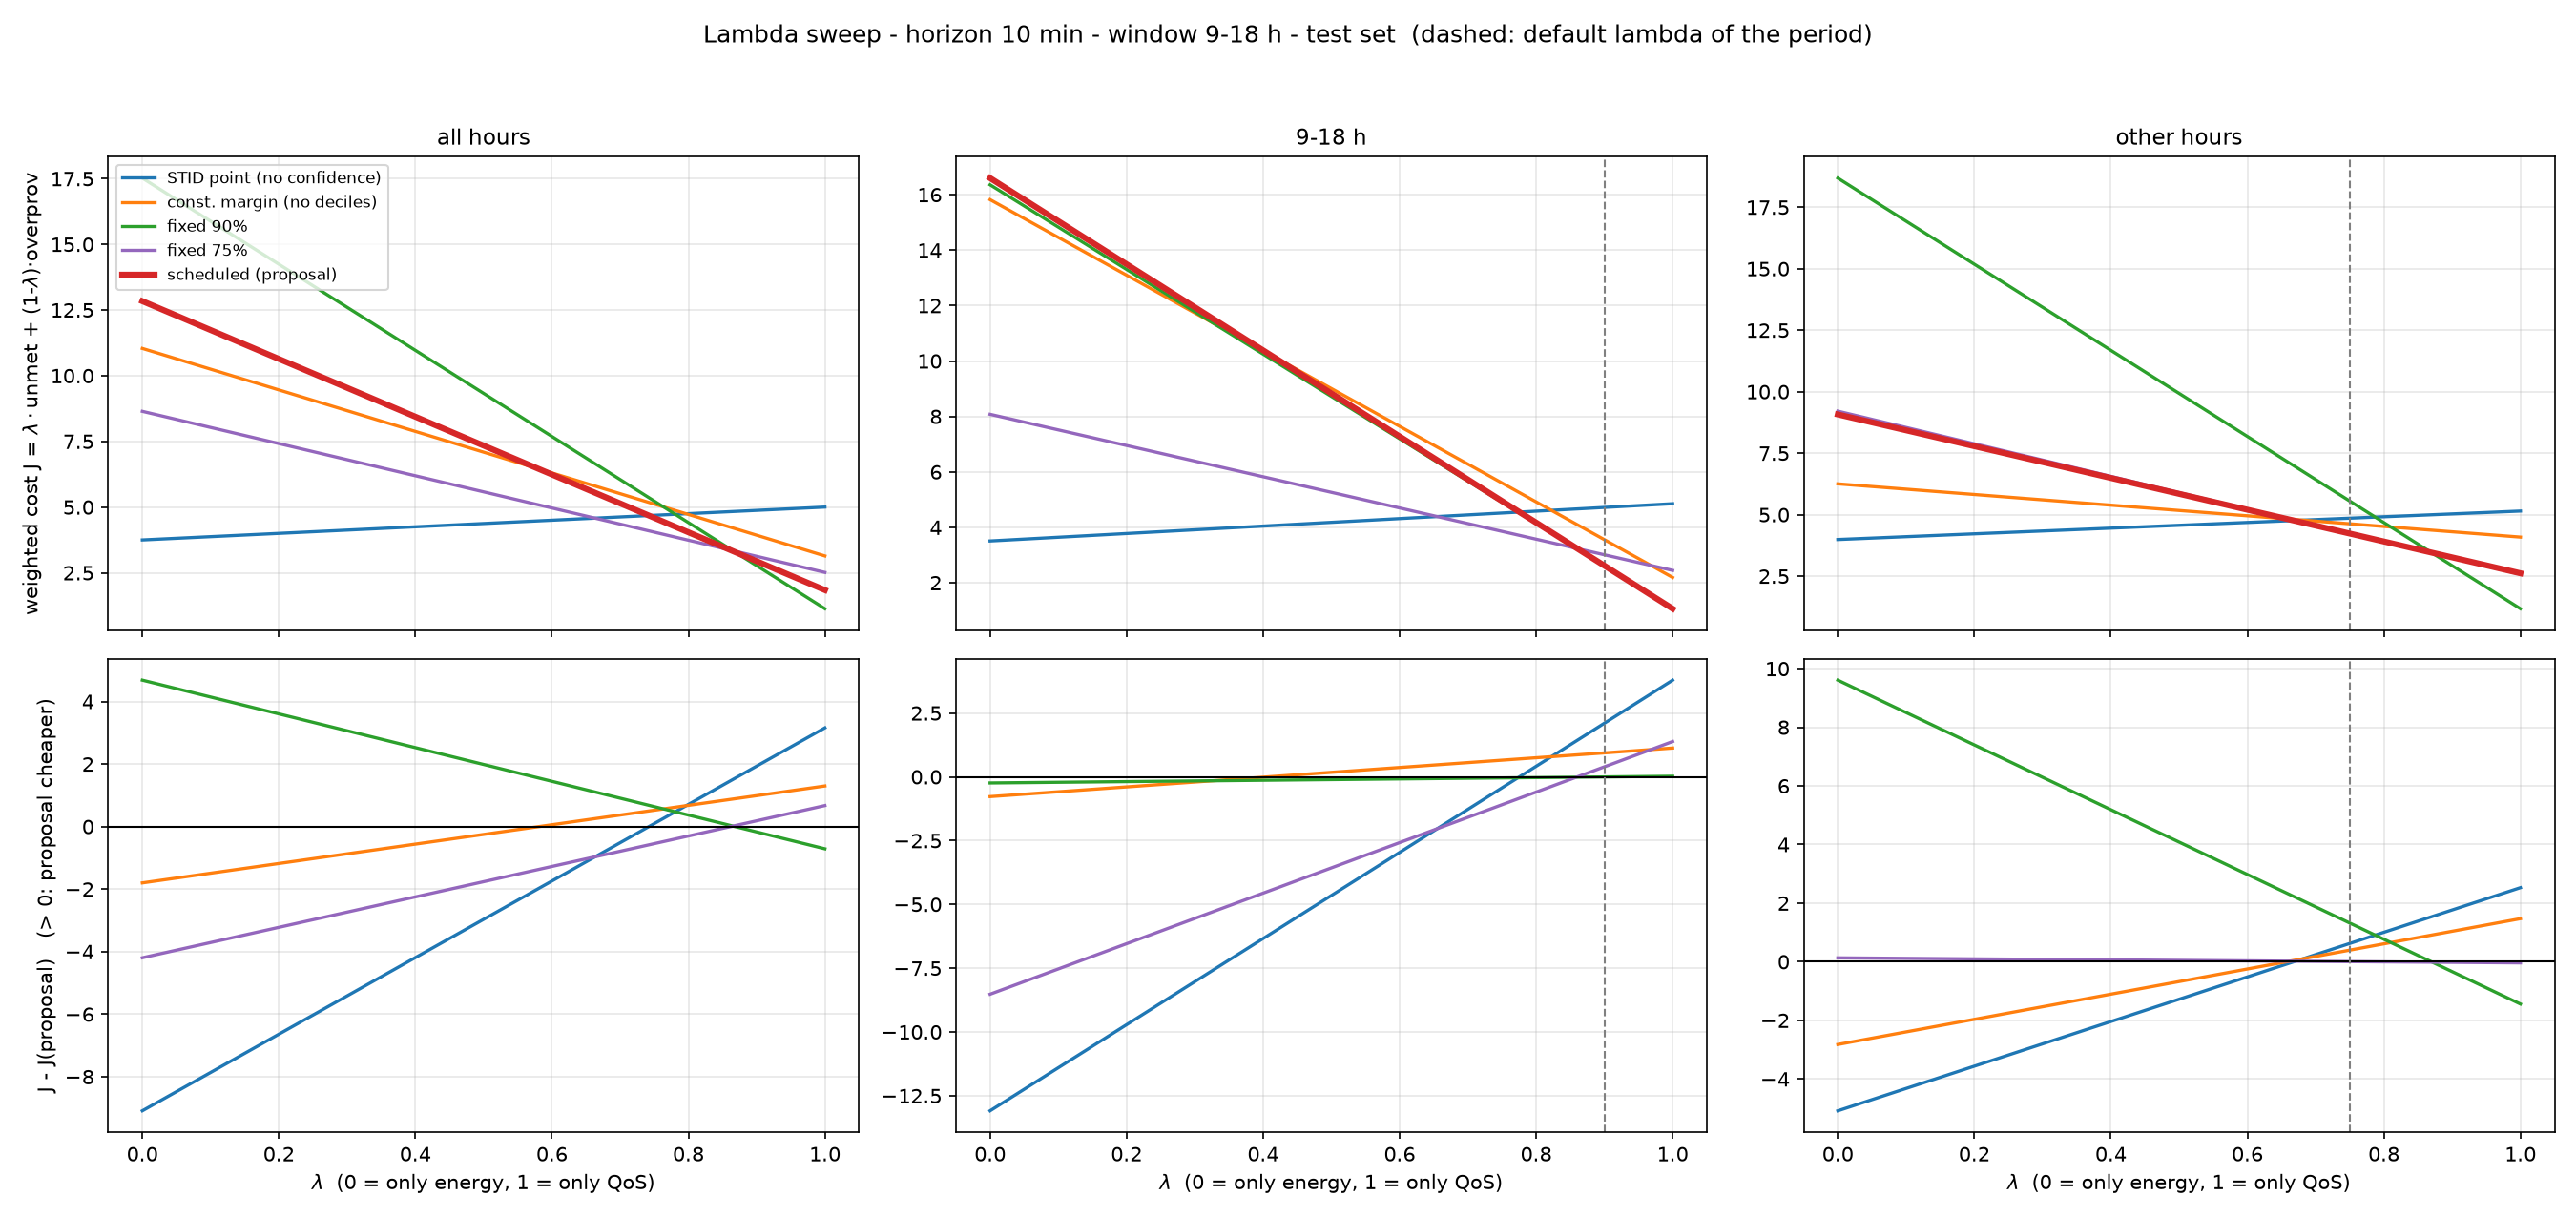 Lambda sweep - horizon 10 min - window 9-18 h - test set  (dashed: default lambda of the period)
all hours
9-18 h
other hours
weighted cost J = λ · unmet + (1-λ)·overprov
17.5
15.0
12.5
10.0
7.5
5.0
2.5
STID point (no confidence)
const. margin (no deciles)
fixed 90%
fixed 75%
scheduled (proposal)
16
14
12
10
8
6
4
2
17.5
15.0
12.5
10.0
7.5
5.0
2.5
J - J(proposal)   (> 0: proposal cheaper)
4
2
0
−2
−4
−6
−8
0.0 0.2 0.4 0.6 0.8 1.0
λ  (0 = only energy, 1 = only QoS)
2.5
0.0
−2.5
−5.0
−7.5
−10.0
−12.5
0.0 0.2 0.4 0.6 0.8 1.0
λ  (0 = only energy, 1 = only QoS)
10
8
6
4
2
0
−2
−4
0.0 0.2 0.4 0.6 0.8 1.0
λ  (0 = only energy, 1 = only QoS)